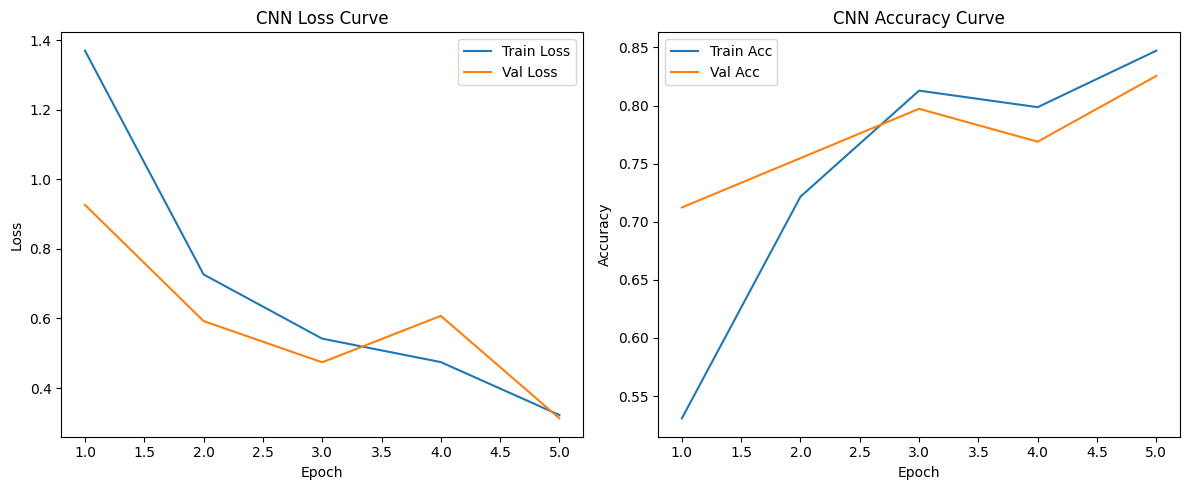 CNN Loss Curve
1.4
1.2
1.0
0.8
0.6
0.4
Loss
Train Loss
Val Loss
1.0 1.5 2.0 2.5 3.0 3.5 4.0 4.5 5.0
Epoch
CNN Accuracy Curve
0.85
0.80
0.75
0.70
0.65
0.60
0.55
Accuracy
Train Acc
Val Acc
1.0 1.5 2.0 2.5 3.0 3.5 4.0 4.5 5.0
Epoch